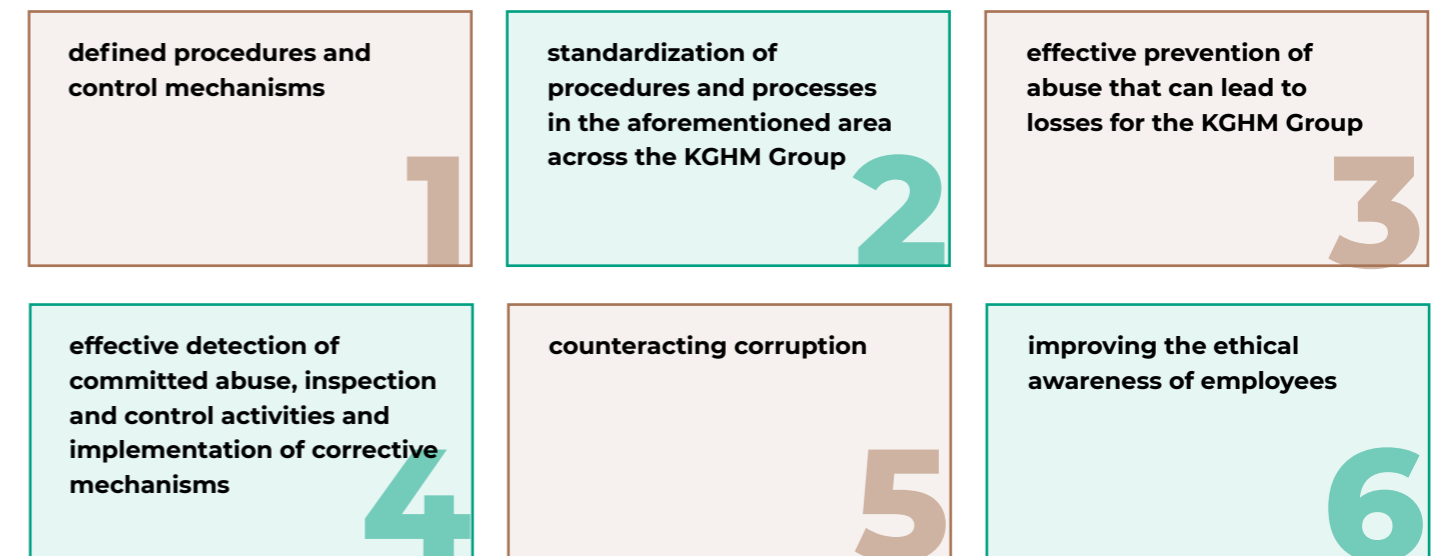 defined procedures and
control mechanisms
1
standardization of
procedures and processes
in the aforementioned area
across the KGHM Group
2
effective prevention of
abuse that can lead to
losses for the KGHM Group
3
effective detection of
committed abuse, inspection
and control activities and
implementation of corrective
mechanisms
4
counteracting corruption
5
improving the ethical
awareness of employees
6